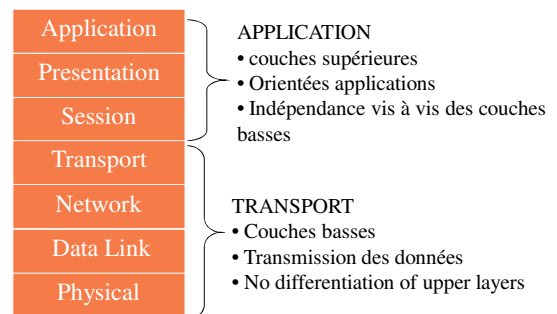 Application
Presentation
Session
Transport
Network
Data Link
Physical
APPLICATION
• couches supérieures
• Orientées applications
• Indépendance vis à vis des couches
basses
TRANSPORT
• Couches basses
• Transmission des données
• No differentiation of upper layers